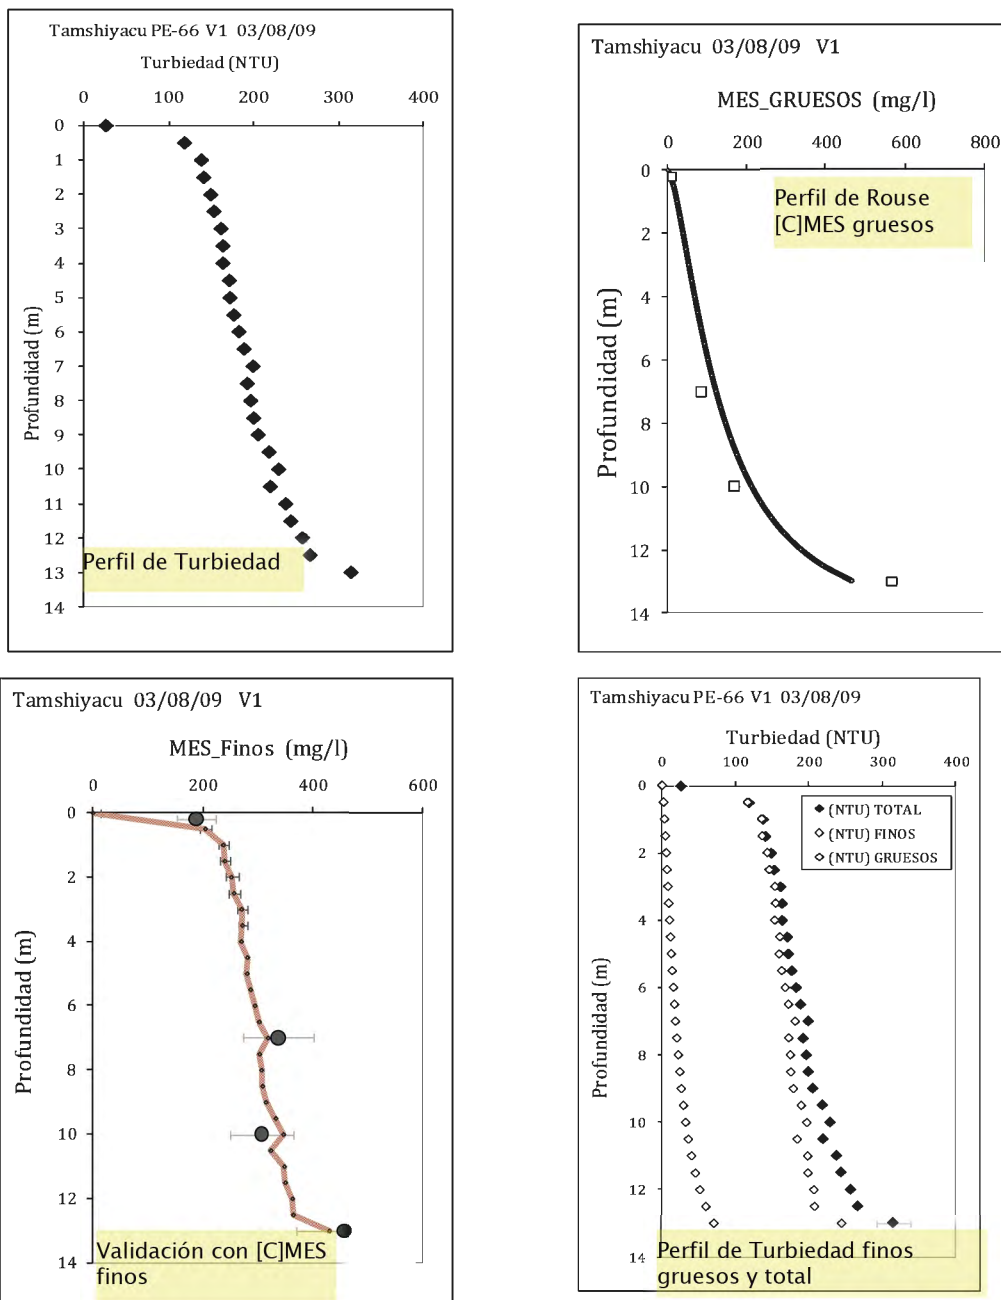 Tamshiyacu PE-66 V1 03/08/09
Turbiedad (NTU)
0 100 200 300 400
Profundidad (m)
0
1
2
3
4
5
6
7
8
9
10
11
12
13
14
Perfil de Turbiedad
Tamshiyacu 03/08/09 V1
MES_GRUESOS (mg/l)
0 200 400 600 800
Profundidad (m)
0
2
4
6
8
10
12
14
Perfil de Rouse
[C]MES gruesos
Tamshiyacu 03/08/09 V1
MES_Finos (mg/l)
0 200 400 600
Profundidad (m)
0
2
4
6
8
10
12
14
Validación con [C]MES
finos
Tamshiyacu PE-66 V1 03/08/09
Turbiedad (NTU)
0 100 200 300 400
Profundidad (m)
0
2
4
6
8
10
12
14
(NTU) TOTAL
(NTU) FINOS
(NTU) GRUESOS
Perfil de Turbiedad finos
gruesos y total